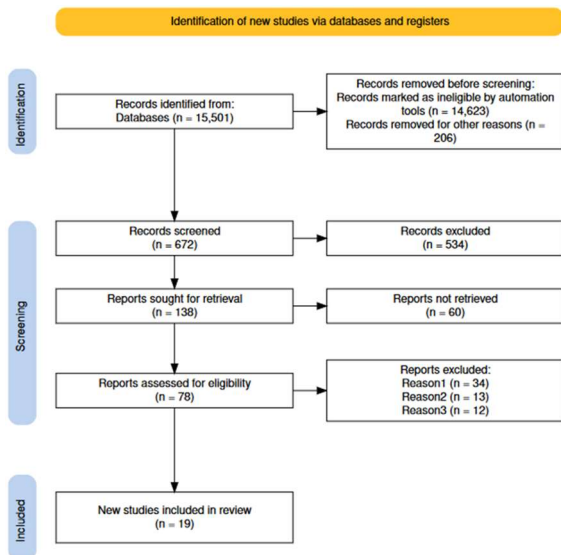 Identification of new studies via databases and registers
Identification
Records identified from:
Databases (n = 15,501)
Records removed before screening:
Records marked as ineligible by automation
tools (n = 14,623)
Records removed for other reasons (n =
206)
Screening
Records screened
(n = 672)
Records excluded
(n = 534)
Reports sought for retrieval
(n = 138)
Reports not retrieved
(n = 60)
Reports assessed for eligibility
(n = 78)
Reports excluded:
Reason1 (n = 34)
Reason2 (n = 13)
Reason3 (n = 12)
Included
New studies included in review
(n = 19)